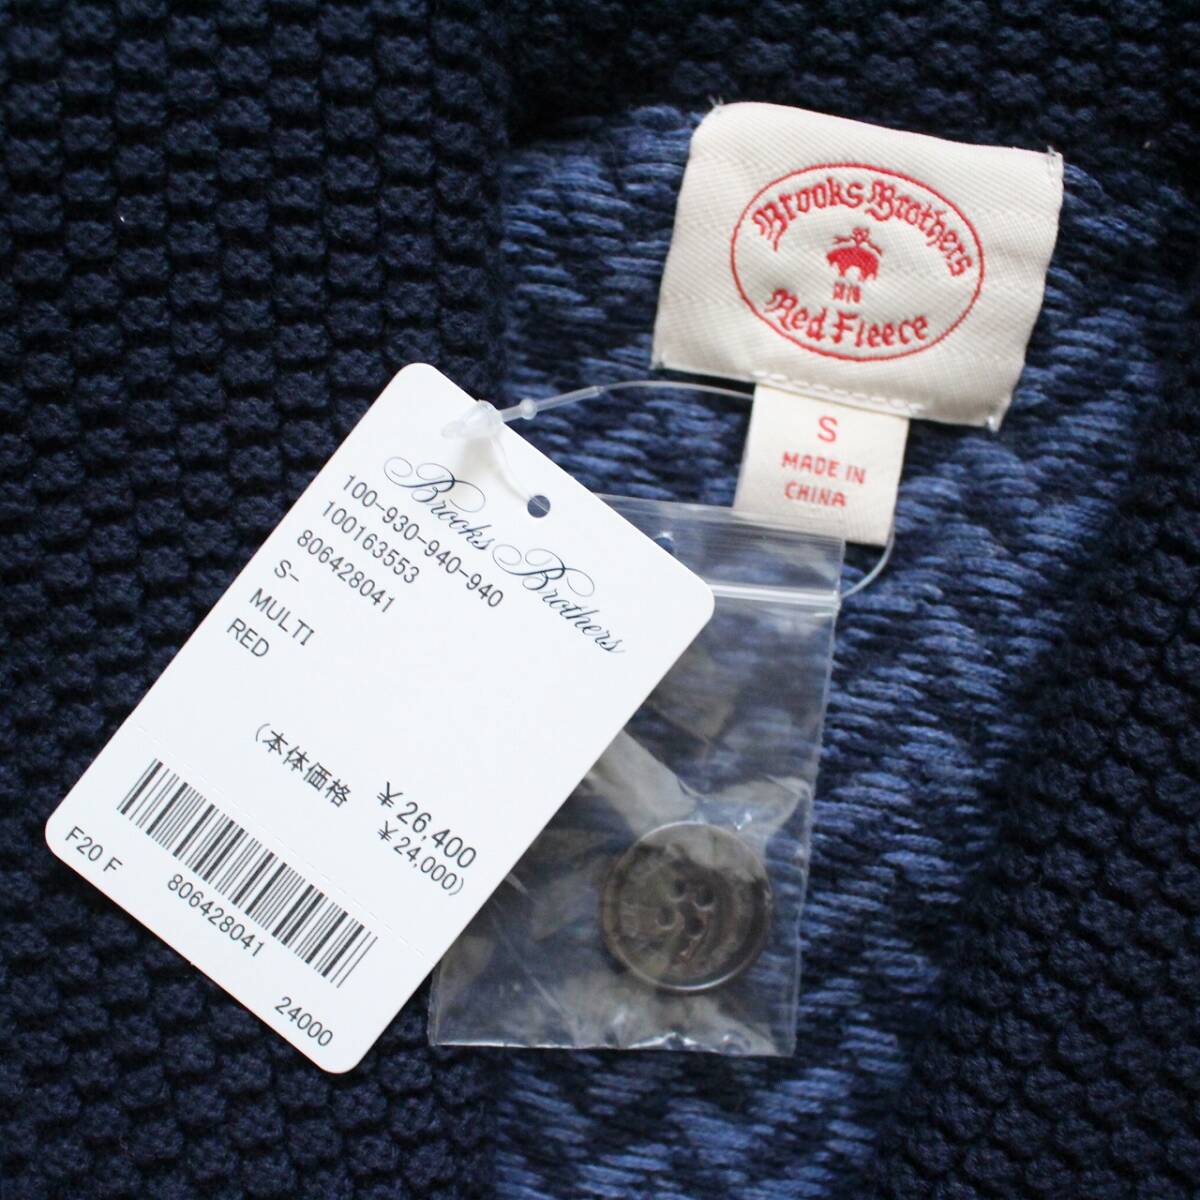 Brooks Brothers
1818
Red Fleece
S
MADE IN
CHINA
Brooks Brothers
100-930-940-940
100163553
806428041
S-
MULTI
RED
¥26,400
(本体価格 ¥24,000)
F20 F
806428041
24000